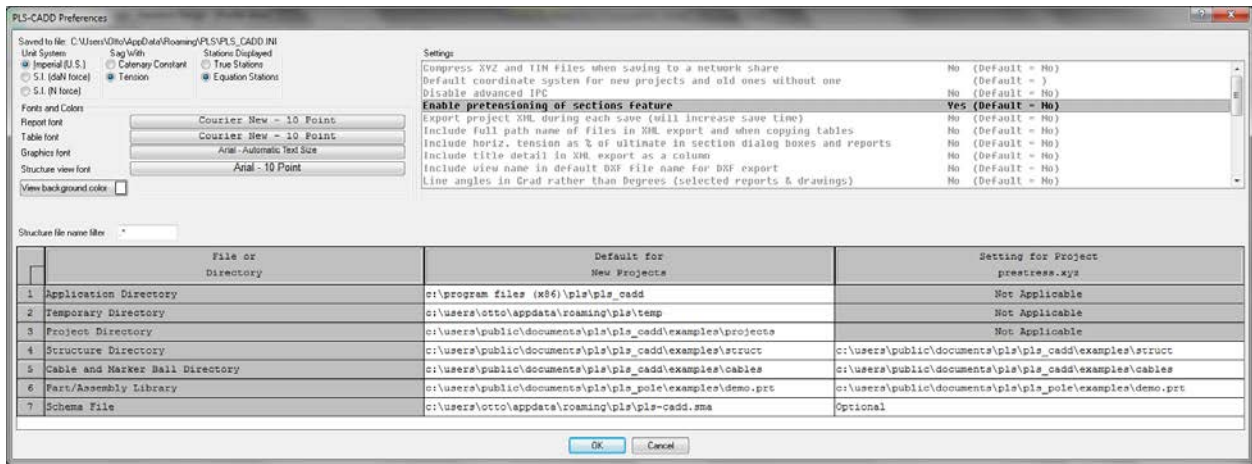 PLS-CADD Preferences
Saved to file: C:\Users\Otto\AppData\Roaming\PLS\PLS_CADD.INI
Unit System Sag With Stations Displayed
Imperial (U.S.) Catenary Constant True Stations
S.I. (daN force) Tension Equation Stations
S.I. (N force)
Fonts and Colors
Report font Courier New - 10 Point
Table font Courier New - 10 Point
Graphics font Arial - Automatic Text Size
Structure view font Arial - 10 Point
View background color
Settings
Compress XYZ and TIN files when saving to a network share No (Default = No)
Default coordinate system for new projects and old ones without one (Default = )
Disable advanced IPC No (Default = No)
Enable pretensioning of sections feature Yes (Default = No)
Export project XML during each save (will increase save time) No (Default = No)
Include full path name of files in XML export and when copying tables No (Default = No)
Include horiz. tension as % of ultimate in section dialog boxes and reports No (Default = No)
Include title detail in XML export as a column No (Default = No)
Include view name in default DXF file name for DXF export No (Default = No)
Line angles in Grad rather than Degrees (selected reports & drawings) No (Default = No)
Structure file name filter .*
File or Directory Default for New Projects Setting for Project prestress.xyz
1 Application Directory c:\program files (x86)\pls\pls_cadd Not Applicable
2 Temporary Directory c:\users\otto\appdata\roaming\pls\temp Not Applicable
3 Project Directory c:\users\public\documents\pls\pls_cadd\examples\projects Not Applicable
4 Structure Directory c:\users\public\documents\pls\pls_cadd\examples\struct c:\users\public\documents\pls\pls_cadd\examples\struct
5 Cable and Marker Ball Directory c:\users\public\documents\pls\pls_cadd\examples\cables c:\users\public\documents\pls\pls_cadd\examples\cables
6 Part/Assembly Library c:\users\public\documents\pls\pls_pole\examples\demo.prt c:\users\public\documents\pls\pls_pole\examples\demo.prt
7 Schema File c:\users\otto\appdata\roaming\pls\pls-cadd.sma Optional
OK Cancel